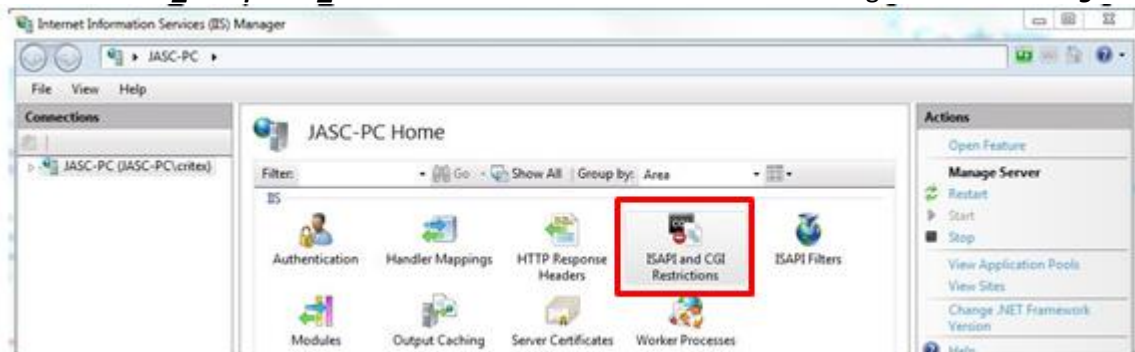 Internet Information Services (IIS) Manager
JASC-PC
File View Help
Connections
JASC-PC (JASC-PC\critex)
JASC-PC Home
Filter: Go Show All Group by: Area
IIS
Authentication
Handler Mappings
HTTP Response Headers
ISAPI and CGI Restrictions
ISAPI Filters
Modules
Output Caching
Server Certificates
Worker Processes
Actions
Open Feature
Manage Server
Restart
Start
Stop
View Application Pools
View Sites
Change .NET Framework
Version
Help